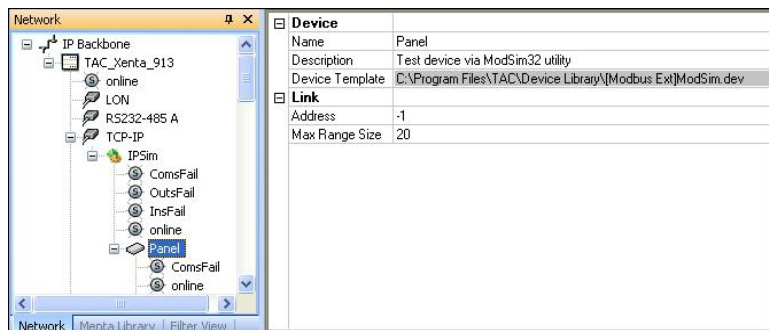 Network
IP Backbone
TAC_Xenta_913
online
LON
RS232-485 A
TCP-IP
IPSim
ComsFail
OutsFail
InsFail
online
Panel
ComsFail
online
Network Menta Library Filter View
Device
Name Panel
Description Test device via ModSim32 utility
Device Template C:\Program Files\TAC\Device Library\[Modbus Ext]ModSim.dev
Link
Address -1
Max Range Size 20